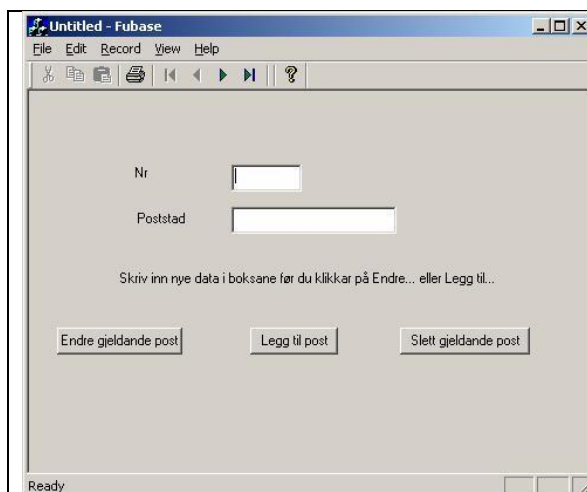 Untitled - Fubase
File Edit Record View Help
?
Nr
Poststad
Skriv inn nye data i boksane før du klikkar på Endre... eller Legg til...
Endre gjeldande post Legg til post Slett gjeldande post
Ready